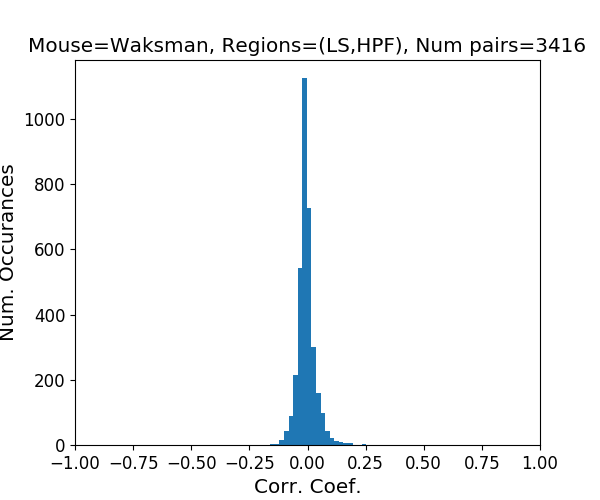 Mouse=Waksman, Regions=(LS,HPF), Num pairs=3416
Num. Occurances
1000
800
600
400
200
0
−1.00 −0.75 −0.50 −0.25 0.00 0.25 0.50 0.75 1.00
Corr. Coef.